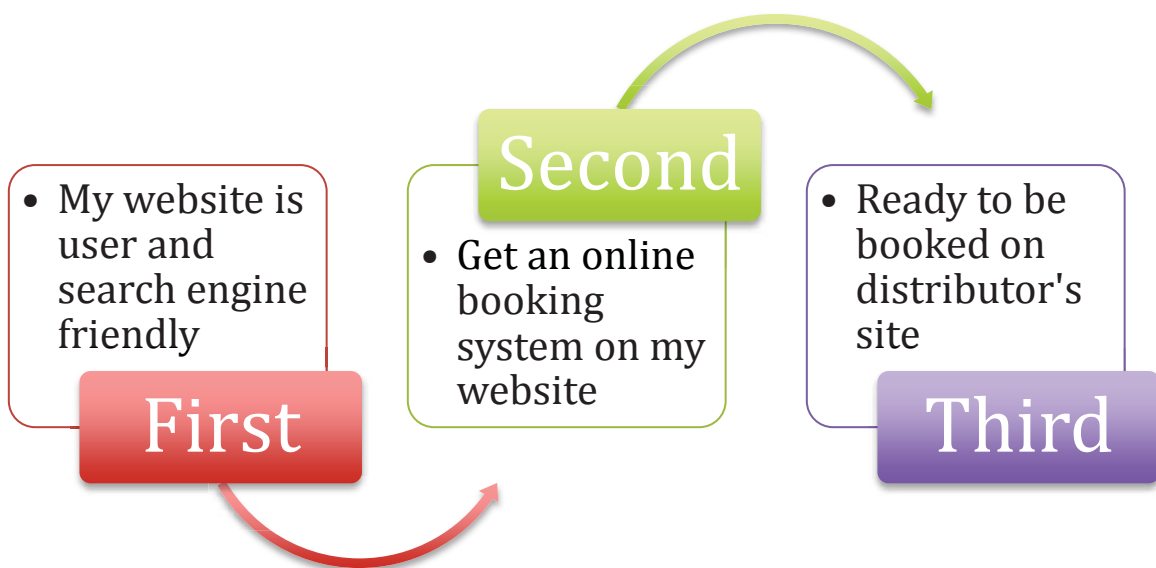 • My website is
user and
search engine
friendly
First
Second
• Get an online
booking
system on my
website
• Ready to be
booked on
distributor's
site
Third